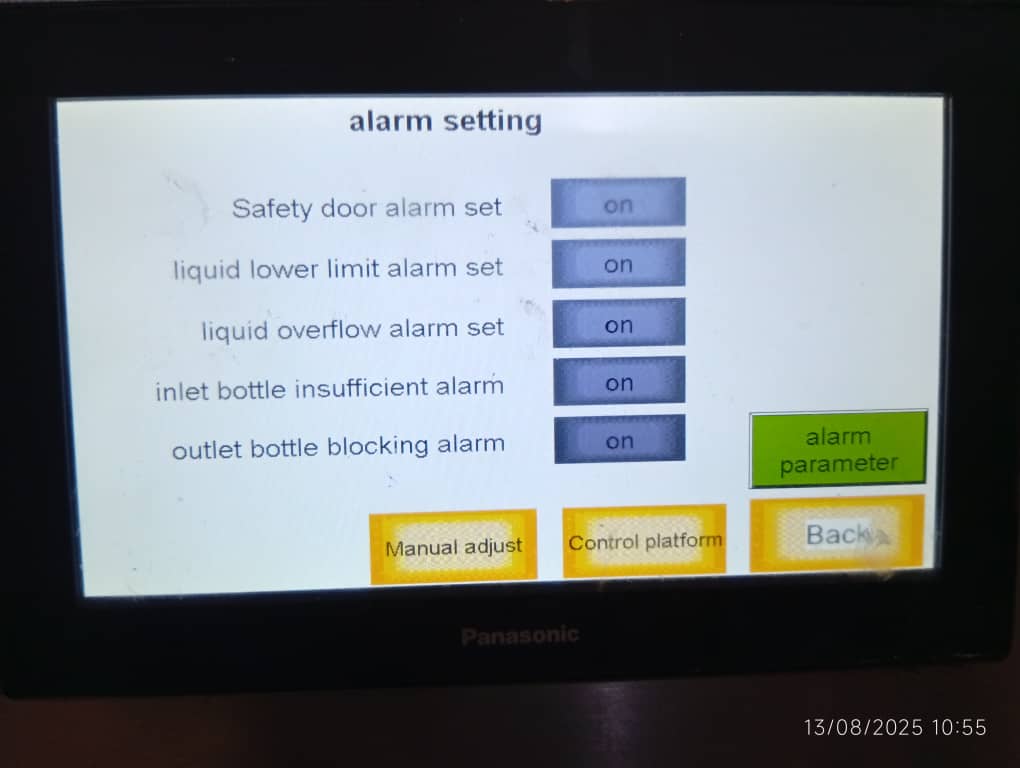 alarm setting
Safety door alarm set on
liquid lower limit alarm set on
liquid overflow alarm set on
inlet bottle insufficient alarm on
outlet bottle blocking alarm on
alarm
parameter
Manual adjust Control platform Back
Panasonic
13/08/2025 10:55